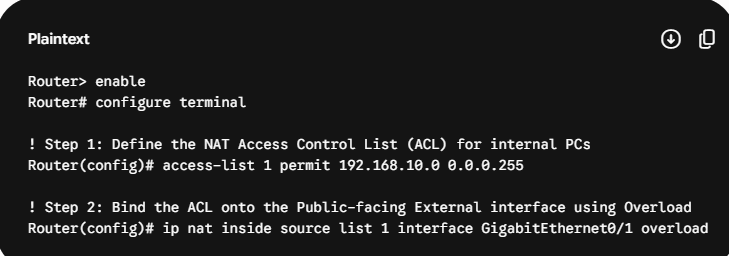 Plaintext
Router> enable
Router# configure terminal
! Step 1: Define the NAT Access Control List (ACL) for internal PCs
Router(config)# access-list 1 permit 192.168.10.0 0.0.0.255
! Step 2: Bind the ACL onto the Public-facing External interface using Overload
Router(config)# ip nat inside source list 1 interface GigabitEthernet0/1 overload